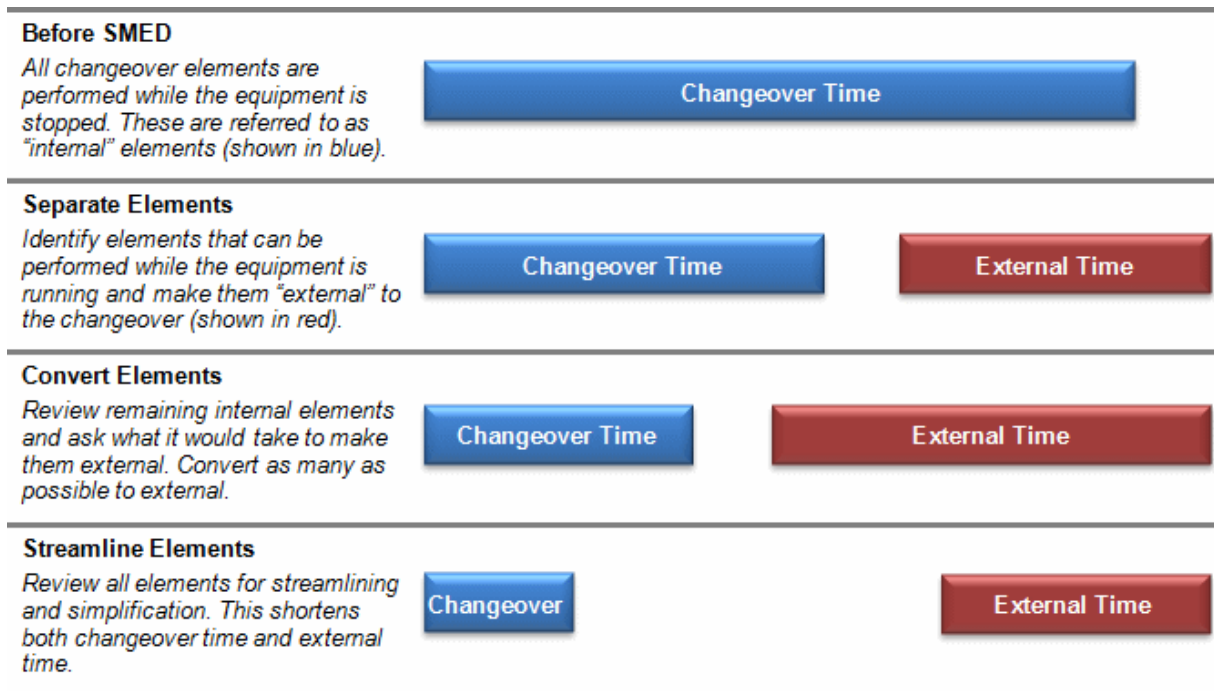 Before SMED
All changeover elements are
performed while the equipment is
stopped. These are referred to as
“internal” elements (shown in blue).
Changeover Time
Separate Elements
Identify elements that can be
performed while the equipment is
running and make them “external” to
the changeover (shown in red).
Changeover Time
External Time
Convert Elements
Review remaining internal elements
and ask what it would take to make
them external. Convert as many as
possible to external.
Changeover Time
External Time
Streamline Elements
Review all elements for streamlining
and simplification. This shortens
both changeover time and external
time.
Changeover
External Time